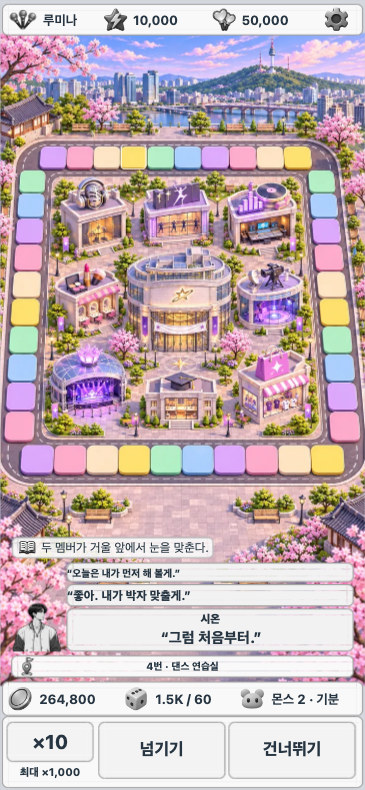 루미나
10,000
50,000
두 멤버가 거울 앞에서 눈을 맞춘다.
“오늘은 내가 먼저 해 볼게.”
“좋아. 내가 박자 맞출게.”
시온
“그럼 처음부터.”
4번 · 댄스 연습실
264,800
1.5K / 60
몬스 2 · 기분
×10
최대 ×1,000
넘기기
건너뛰기